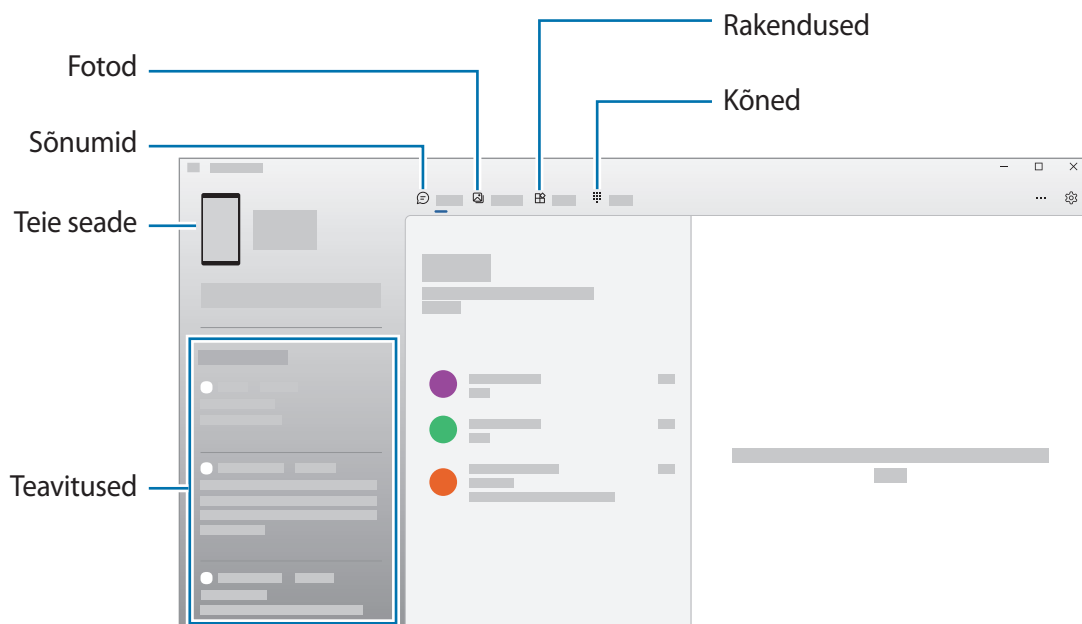 Rakendused
Fotod
Kõned
Sõnumid
Teie seade
Teavitused